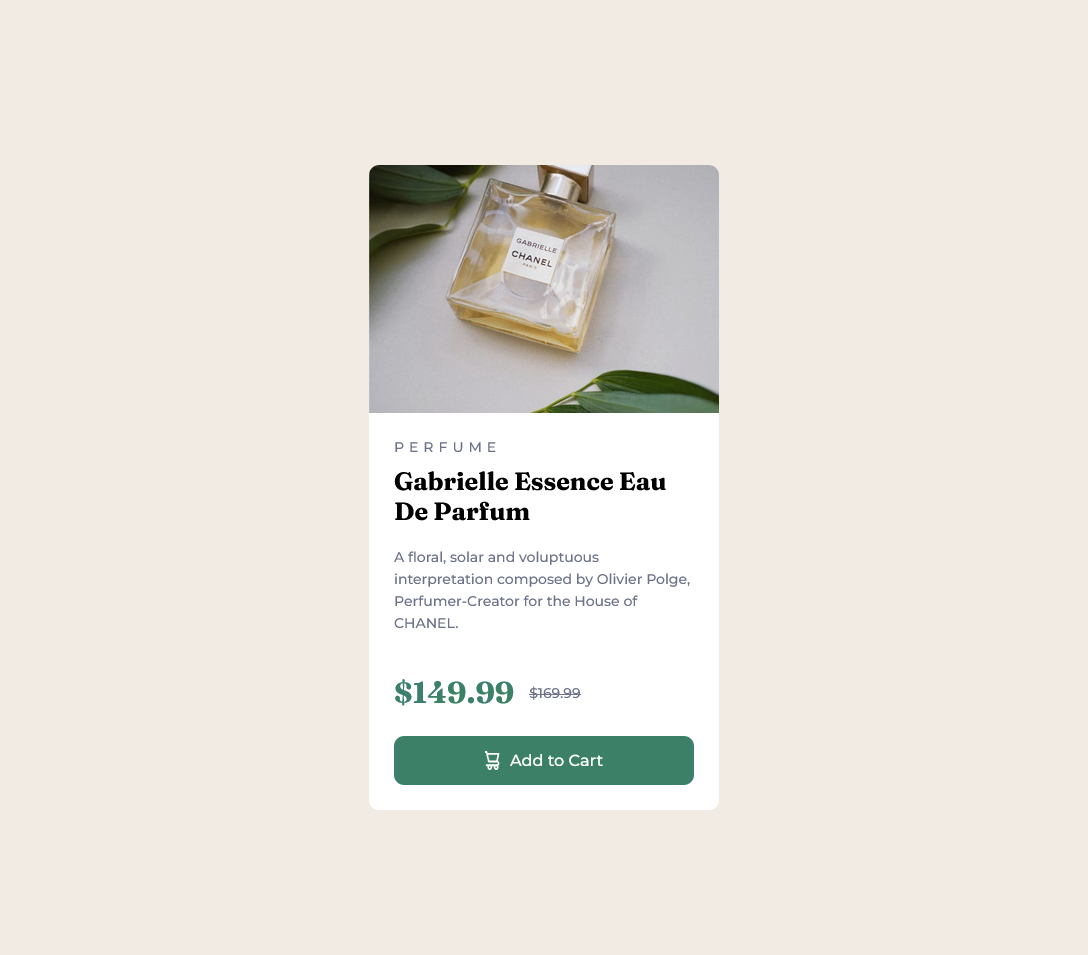 GABRIELLE
CHANEL
PARIS
PERFUME
Gabrielle Essence Eau
De Parfum
A floral, solar and voluptuous
interpretation composed by Olivier Polge,
Perfumer-Creator for the House of
CHANEL.
$149.99 $169.99
Add to Cart